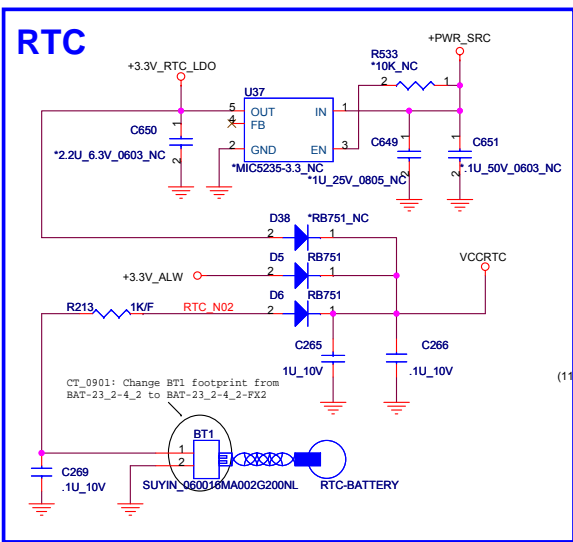 RTC
+PWR_SRC
R533
*10K_NC
2 1
+3.3V_RTC_LDO
U37
5 OUT IN 1
4 FB
2 GND EN 3
*MIC5235-3.3_NC
1
C650
2
*2.2U_6.3V_0603_NC
1
C649
2
*1U_25V_0805_NC
1
C651
2
*.1U_50V_0603_NC
D38 *RB751_NC
2 1
D5 RB751
+3.3V_ALW 2 1
D6 RB751
R213 1K/F RTC_N02 2 1
VCCRTC
C265
1U_10V
C266
.1U_10V
(11
CT_0901: Change BT1 footprint from
BAT-23_2-4_2 to BAT-23_2-4_2-FX2
BT1
1
2
C269
.1U_10V
SUYIN_060016MA002G200NL RTC-BATTERY